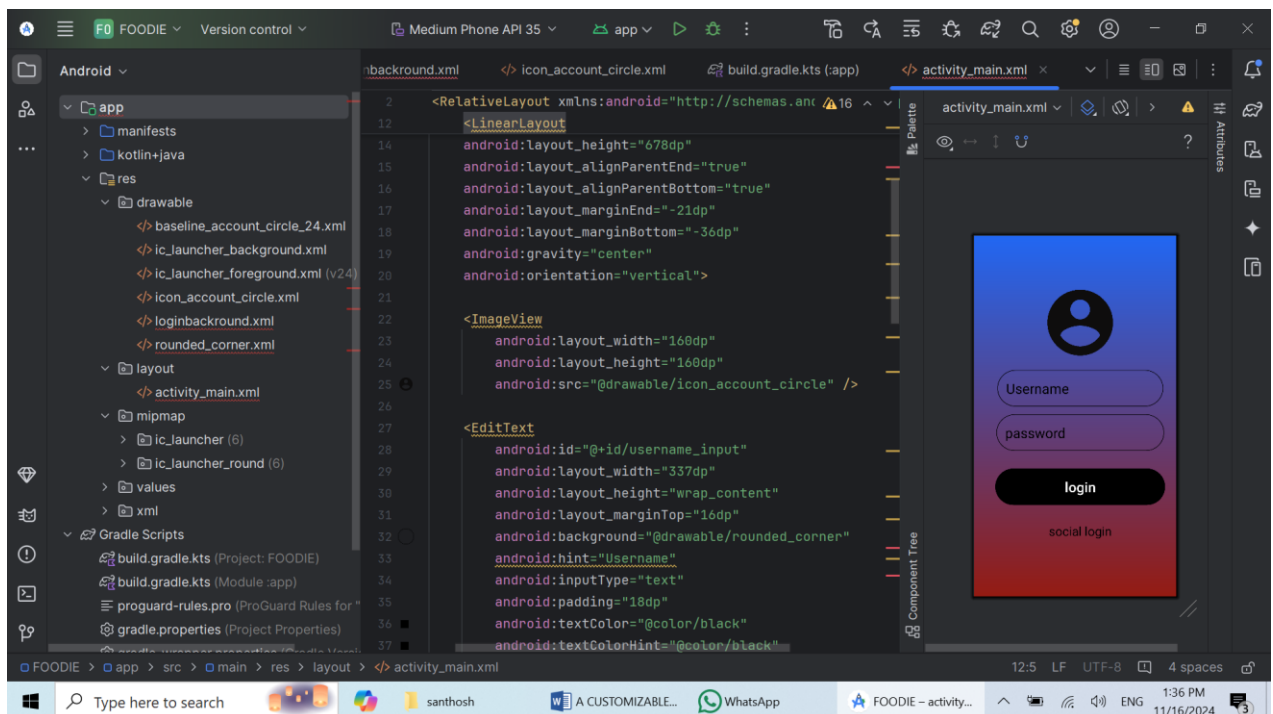 F0 FOODIE Version control Medium Phone API 35 app
Android
app
manifests
kotlin+java
res
drawable
baseline_account_circle_24.xml
ic_launcher_background.xml
ic_launcher_foreground.xml (v24)
icon_account_circle.xml
loginbackround.xml
rounded_corner.xml
layout
activity_main.xml
mipmap
ic_launcher (6)
ic_launcher_round (6)
values
xml
Gradle Scripts
build.gradle.kts (Project: FOODIE)
build.gradle.kts (Module :app)
proguard-rules.pro (ProGuard Rules for "
gradle.properties (Project Properties)
nbackround.xml icon_account_circle.xml build.gradle.kts (:app) activity_main.xml
2 <RelativeLayout xmlns:android="http://schemas.and 16
12 <LinearLayout
14 android:layout_height="678dp"
15 android:layout_alignParentEnd="true"
16 android:layout_alignParentBottom="true"
17 android:layout_marginEnd="-21dp"
18 android:layout_marginBottom="-36dp"
19 android:gravity="center"
20 android:orientation="vertical">
21
22 <ImageView
23 android:layout_width="160dp"
24 android:layout_height="160dp"
25 android:src="@drawable/icon_account_circle" />
26
27 <EditText
28 android:id="@+id/username_input"
29 android:layout_width="337dp"
30 android:layout_height="wrap_content"
31 android:layout_marginTop="16dp"
32 android:background="@drawable/rounded_corner"
33 android:hint="Username"
34 android:inputType="text"
35 android:padding="18dp"
36 android:textColor="@color/black"
37 android:textColorHint="@color/black"
Palette
Component Tree
activity_main.xml
?
Attributes
Username
password
login
social login
FOODIE > app > src > main > res > layout > activity_main.xml
12:5 LF UTF-8 4 spaces
Type here to search
santhosh
A CUSTOMIZABLE...
WhatsApp
FOODIE – activity...
ENG
1:36 PM
11/16/2024
3